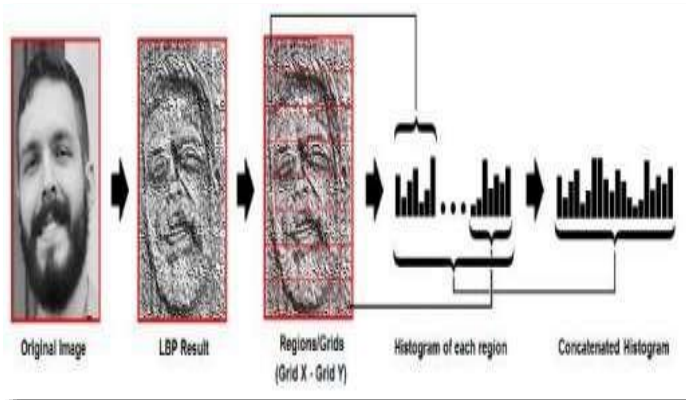 Original Image
LBP Result
Regions/Grids
(Grid X - Grid Y)
Histogram of each region
Concatenated Histogram